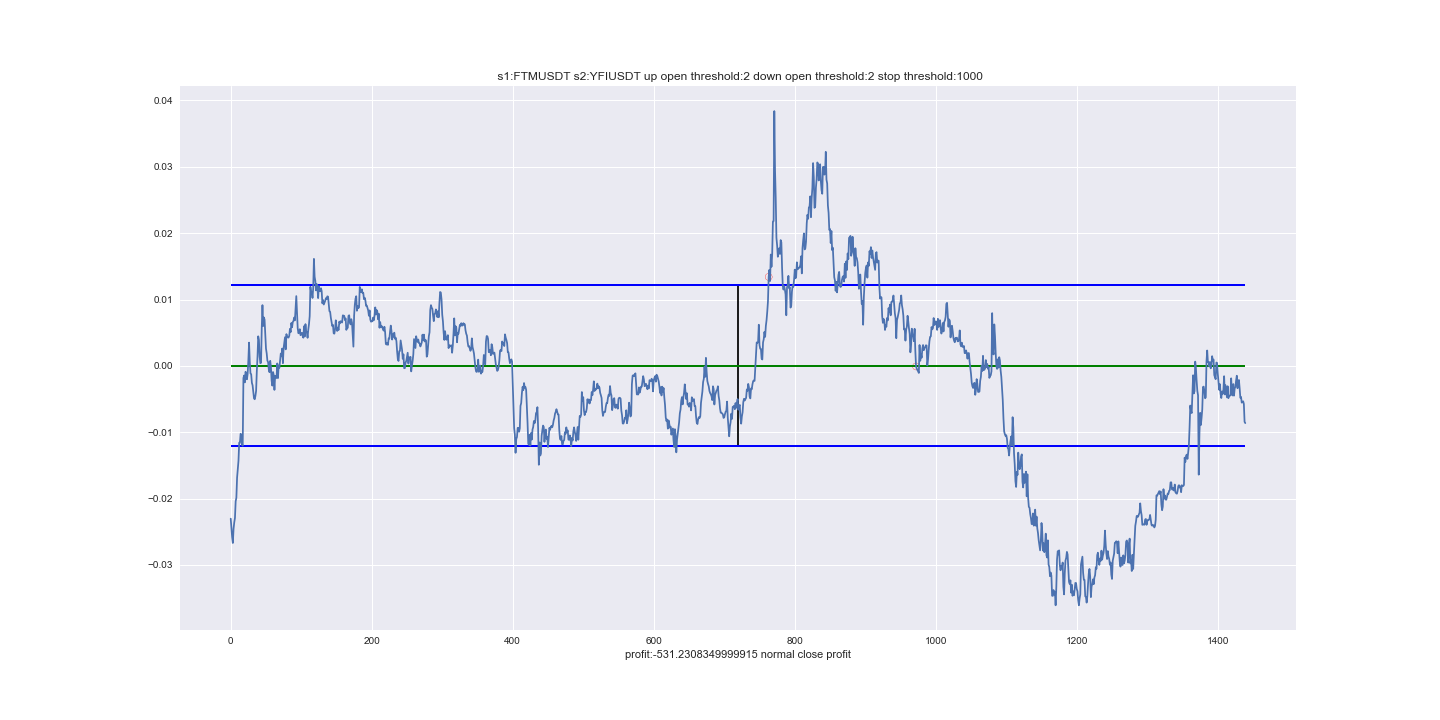 s1:FTMUSDT s2:YFIUSDT up open threshold:2 down open threshold:2 stop threshold:1000
0.04
0.03
0.02
0.01
0.00
−0.01
−0.02
−0.03
0 200 400 600 800 1000 1200 1400
profit:-531.2308349999915 normal close profit